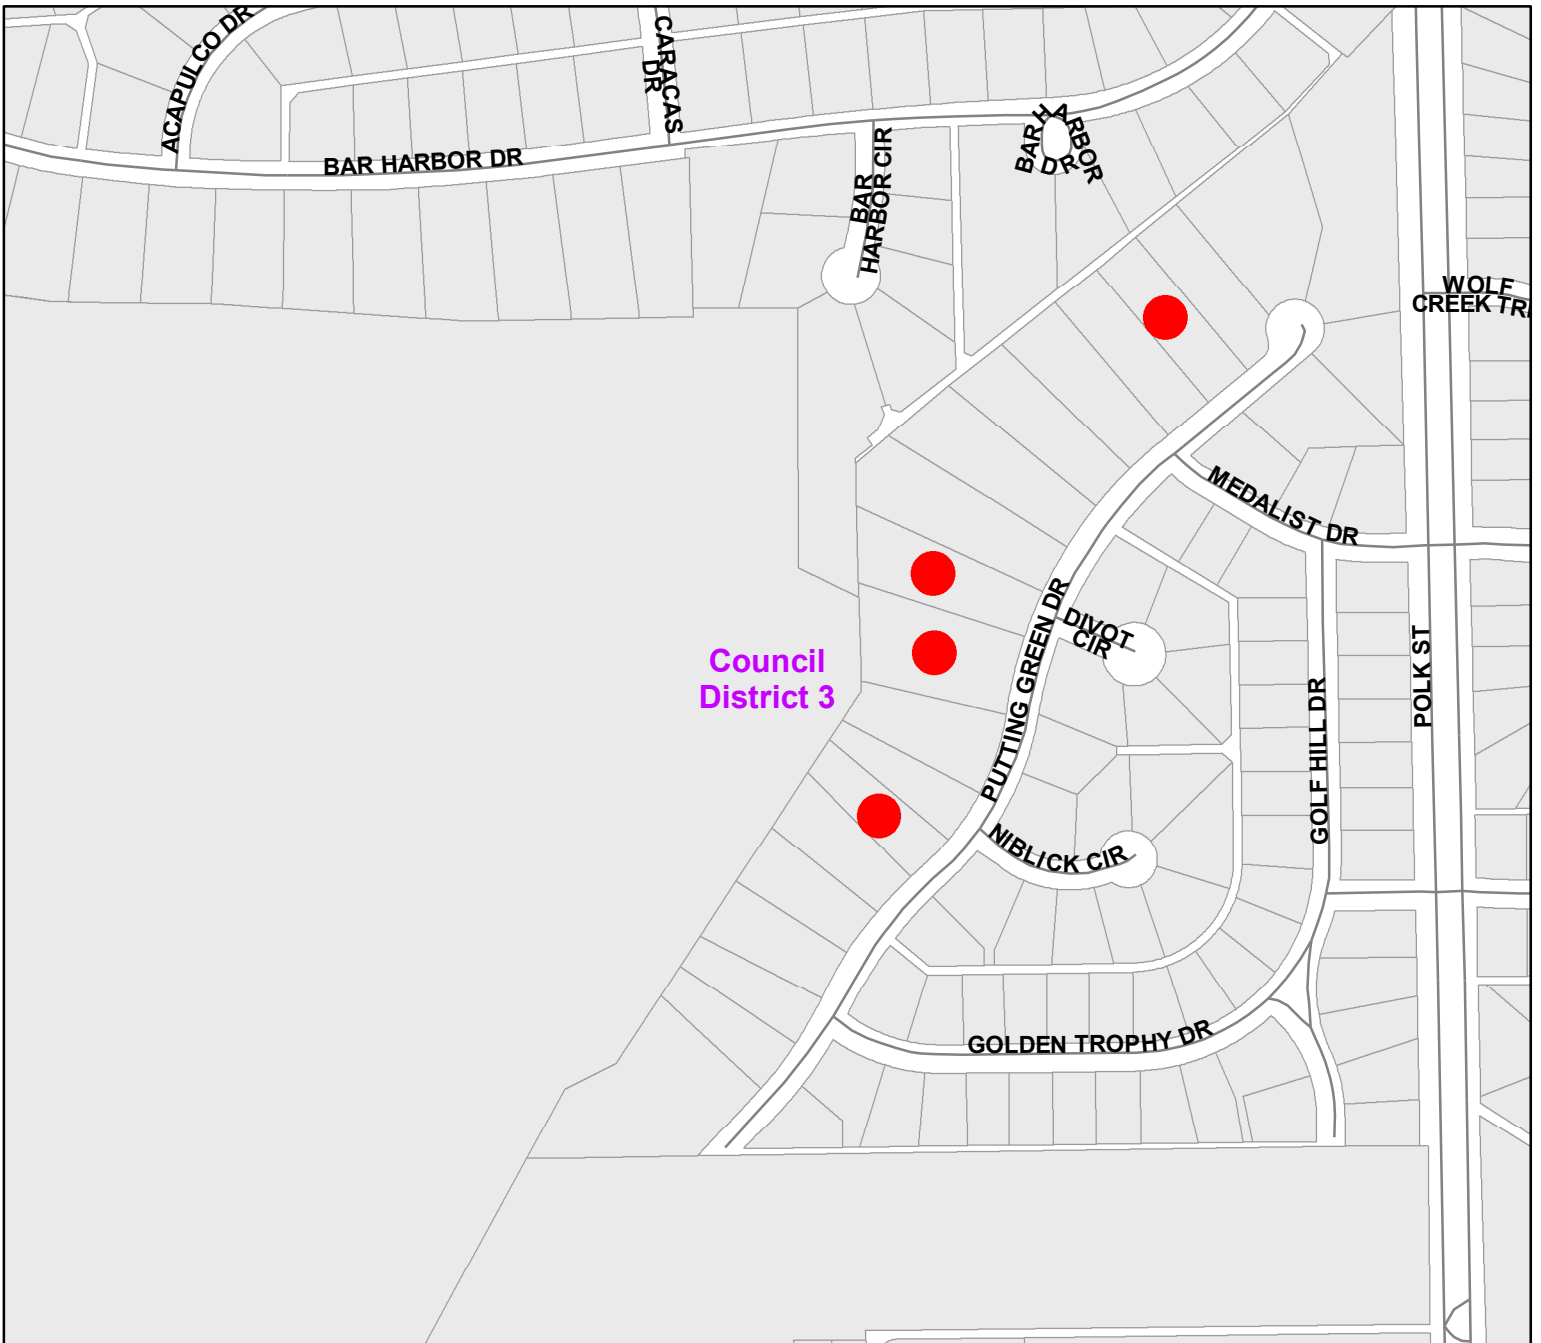 ACAPULCO DR
CARACAS
DR
BAR HARBOR DR
BAR
HARBOR CIR
BAR HARBOR
DR
WOLF
CREEK TRL
MEDALIST DR
PUTTING GREEN DR
DIVOT
CIR
Council
District 3
GOLF HILL DR
POLK ST
NIBLICK CIR
GOLDEN TROPHY DR